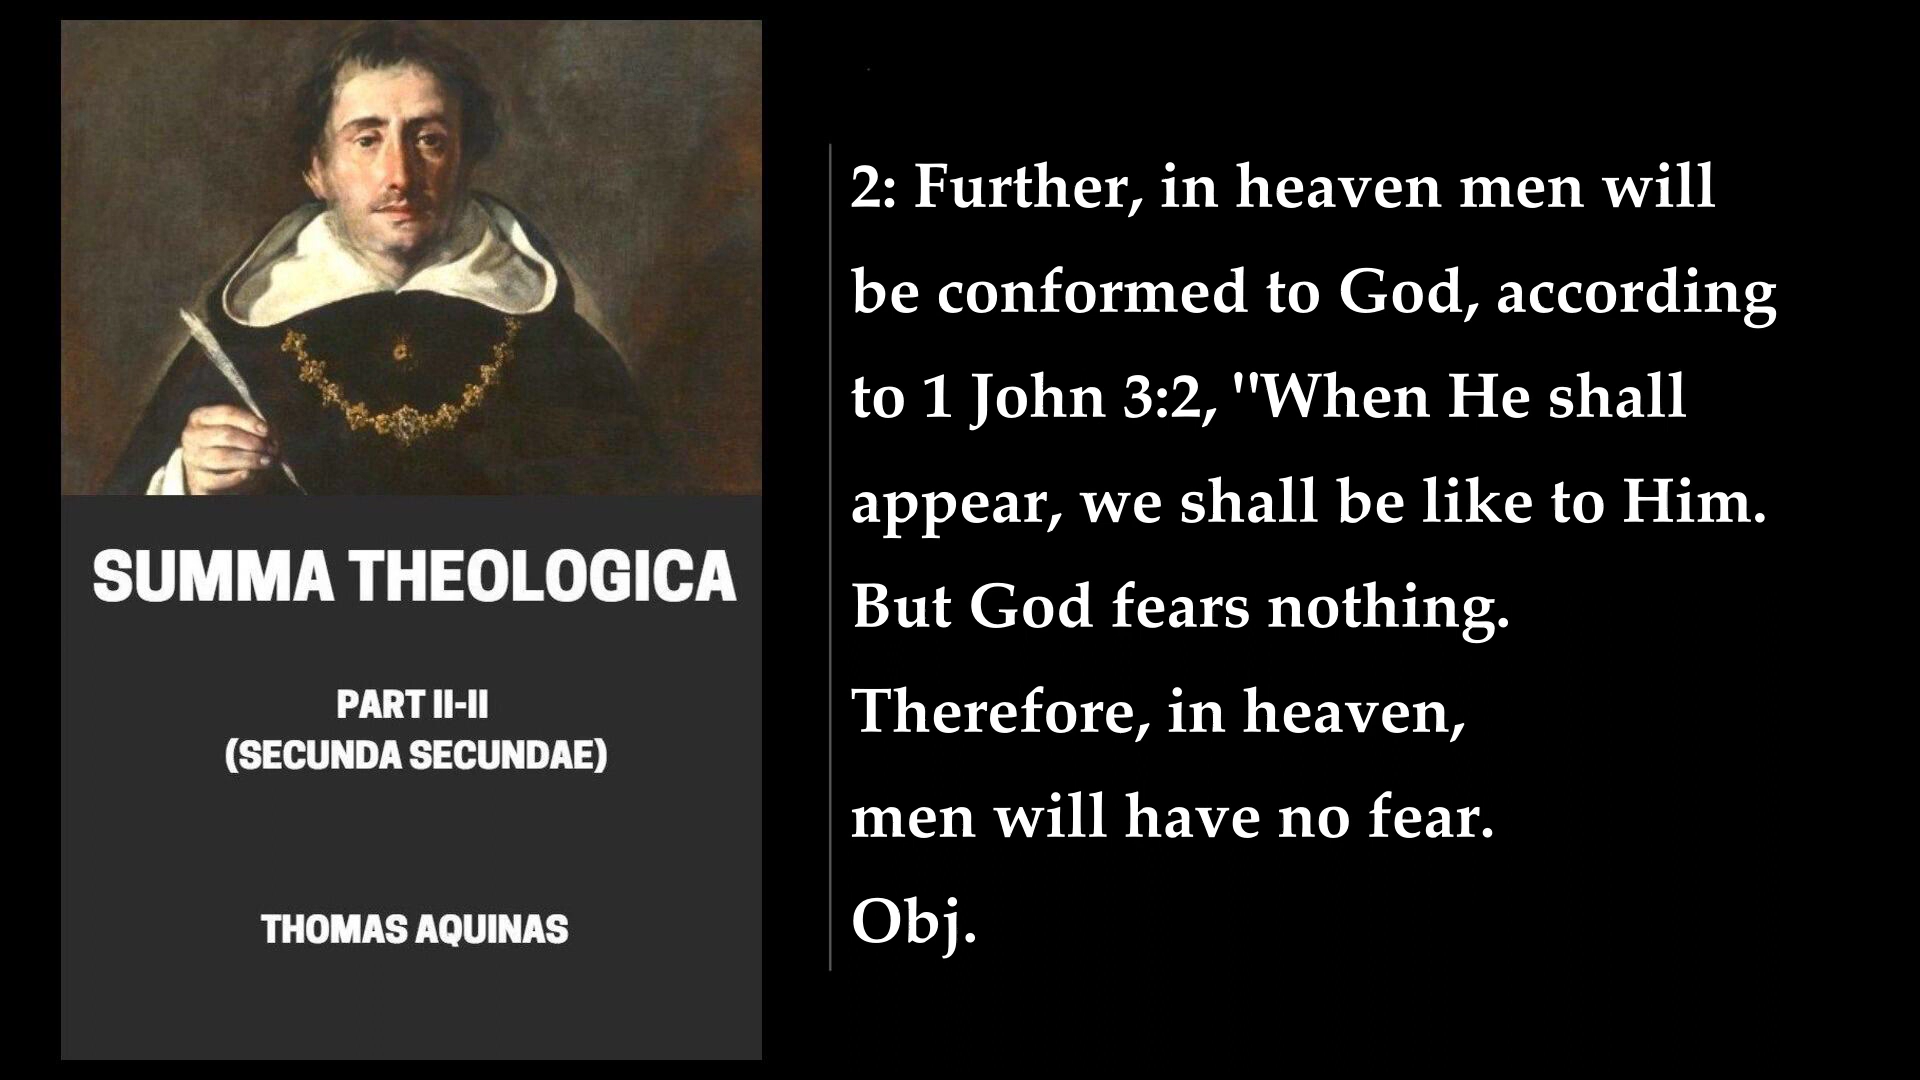 SUMMA THEOLOGICA
PART II-II
(SECUNDA SECUNDAE)
THOMAS AQUINAS
2: Further, in heaven men will
be conformed to God, according
to 1 John 3:2, "When He shall
appear, we shall be like to Him.
But God fears nothing.
Therefore, in heaven,
men will have no fear.
Obj.